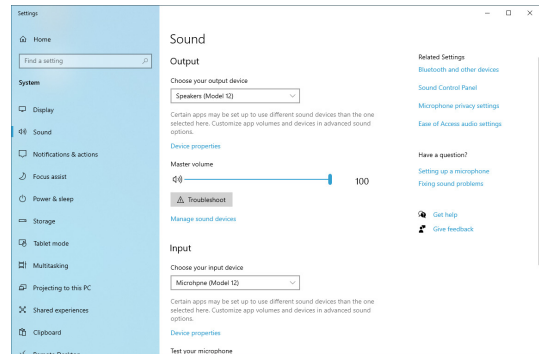 Settings
Home
Find a setting
System
Display
Sound
Notifications & actions
Focus assist
Power & sleep
Storage
Tablet mode
Multitasking
Projecting to this PC
Shared experiences
Clipboard
Remote Desktop
Sound
Output
Choose your output device
Speakers (Model 12)
Certain apps may be set up to use different sound devices than the one
selected here. Customize app volumes and devices in advanced sound
options.
Device properties
Master volume
100
Troubleshoot
Manage sound devices
Input
Choose your input device
Microhpne (Model 12)
Certain apps may be set up to use different sound devices than the one
selected here. Customize app volumes and devices in advanced sound
options.
Device properties
Test your microphone
Related Settings
Bluetooth and other devices
Sound Control Panel
Microphone privacy settings
Ease of Access audio settings
Have a question?
Setting up a microphone
Fixing sound problems
Get help
Give feedback